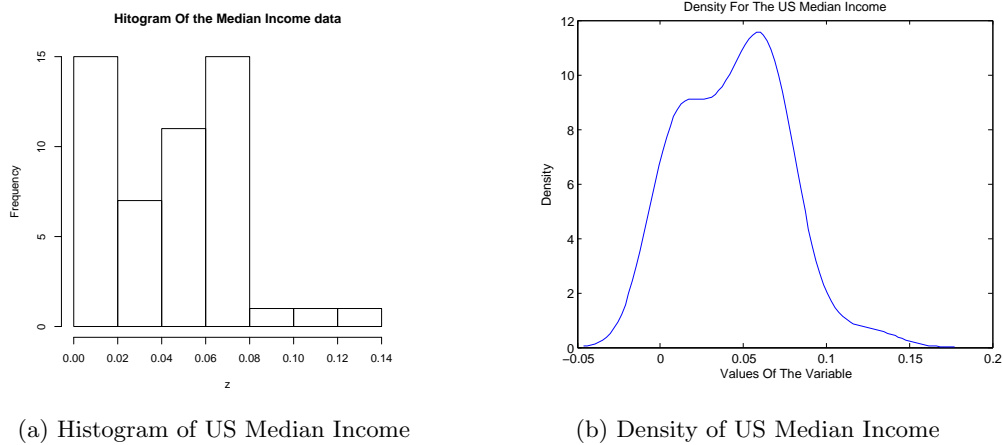 Hitogram Of the Median Income data
Frequency
15
10
5
0
0.00 0.02 0.04 0.06 0.08 0.10 0.12 0.14
z
(a) Histogram of US Median Income
Density For The US Median Income
Density
12
10
8
6
4
2
0
-0.05 0 0.05 0.1 0.15 0.2
Values Of The Variable
(b) Density of US Median Income